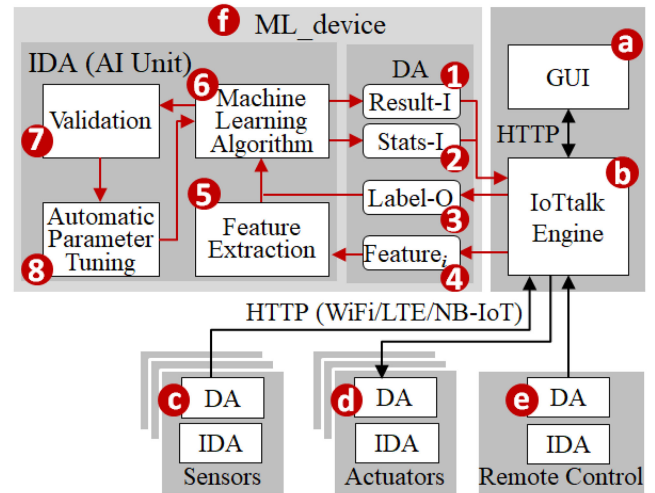 f ML_device
IDA (AI Unit)
DA
a
GUI
HTTP
b
IoTtalk
Engine
6
Machine
Learning
Algorithm
7
Validation
8
Automatic
Parameter
Tuning
5
Feature
Extraction
1
Result-I
Stats-I
2
Label-O
3
Featurei
4
HTTP (WiFi/LTE/NB-IoT)
c
DA
IDA
Sensors
d
DA
IDA
Actuators
e
DA
IDA
Remote Control